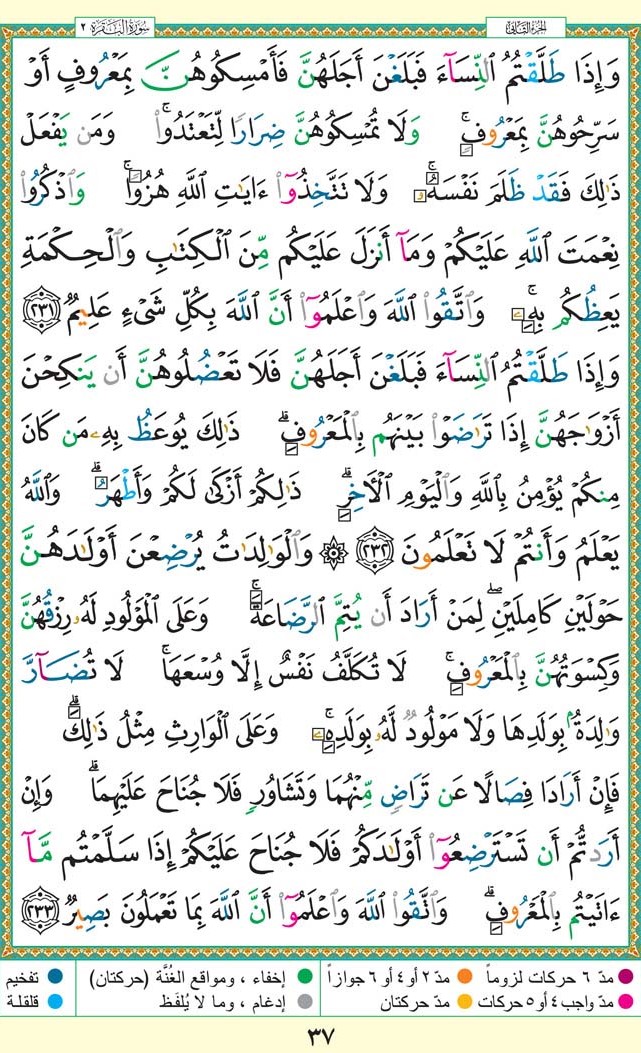 الجزء الثاني
سورة البقرة ٢
وَإِذَا طَلَّقْتُمُ ٱلنِّسَآءَ فَبَلَغْنَ أَجَلَهُنَّ فَأَمْسِكُوهُنَّ بِمَعْرُوفٍ أَوْ
سَرِّحُوهُنَّ بِمَعْرُوفٍۚ وَلَا تُمْسِكُوهُنَّ ضِرَارًا لِّتَعْتَدُوا۟ۚ وَمَن يَفْعَلْ
ذَٰلِكَ فَقَدْ ظَلَمَ نَفْسَهُۥۚ وَلَا تَتَّخِذُوٓا۟ ءَايَٰتِ ٱللَّهِ هُزُوًاۚ وَٱذْكُرُوا۟
نِعْمَتَ ٱللَّهِ عَلَيْكُمْ وَمَآ أَنزَلَ عَلَيْكُم مِّنَ ٱلْكِتَٰبِ وَٱلْحِكْمَةِ
يَعِظُكُم بِهِۦۚ وَٱتَّقُوا۟ ٱللَّهَ وَٱعْلَمُوٓا۟ أَنَّ ٱللَّهَ بِكُلِّ شَىْءٍ عَلِيمٌ ٢٣١
وَإِذَا طَلَّقْتُمُ ٱلنِّسَآءَ فَبَلَغْنَ أَجَلَهُنَّ فَلَا تَعْضُلُوهُنَّ أَن يَنكِحْنَ
أَزْوَٰجَهُنَّ إِذَا تَرَٰضَوْا۟ بَيْنَهُم بِٱلْمَعْرُوفِۗ ذَٰلِكَ يُوعَظُ بِهِۦ مَن كَانَ
مِنكُمْ يُؤْمِنُ بِٱللَّهِ وَٱلْيَوْمِ ٱلْءَاخِرِۗ ذَٰلِكُمْ أَزْكَىٰ لَكُمْ وَأَطْهَرُۗ وَٱللَّهُ
يَعْلَمُ وَأَنتُمْ لَا تَعْلَمُونَ ٢٣٢ ۞ وَٱلْوَٰلِدَٰتُ يُرْضِعْنَ أَوْلَٰدَهُنَّ
حَوْلَيْنِ كَامِلَيْنِۖ لِمَنْ أَرَادَ أَن يُتِمَّ ٱلرَّضَاعَةَۚ وَعَلَى ٱلْمَوْلُودِ لَهُۥ رِزْقُهُنَّ
وَكِسْوَتُهُنَّ بِٱلْمَعْرُوفِۚ لَا تُكَلَّفُ نَفْسٌ إِلَّا وُسْعَهَاۚ لَا تُضَآرَّ
وَٰلِدَةٌۢ بِوَلَدِهَا وَلَا مَوْلُودٌ لَّهُۥ بِوَلَدِهِۦۚ وَعَلَى ٱلْوَارِثِ مِثْلُ ذَٰلِكَۗ
فَإِنْ أَرَادَا فِصَالًا عَن تَرَاضٍ مِّنْهُمَا وَتَشَاوُرٍ فَلَا جُنَاحَ عَلَيْهِمَاۗ وَإِنْ
أَرَدتُّمْ أَن تَسْتَرْضِعُوٓا۟ أَوْلَٰدَكُمْ فَلَا جُنَاحَ عَلَيْكُمْ إِذَا سَلَّمْتُم مَّآ
ءَاتَيْتُم بِٱلْمَعْرُوفِۗ وَٱتَّقُوا۟ ٱللَّهَ وَٱعْلَمُوٓا۟ أَنَّ ٱللَّهَ بِمَا تَعْمَلُونَ بَصِيرٌ ٢٣٣
مدّ ٦ حركات لزوماً ● مدّ ٢ أو ٤ أو ٦ جوازاً ● إخفاء ، ومواقع الغُنَّة (حركتان) ● تفخيم
مدّ واجب ٤ أو ٥ حركات ● مدّ حركتان ● إدغام ، وما لا يُلفَظ ● قلقلة
٣٧